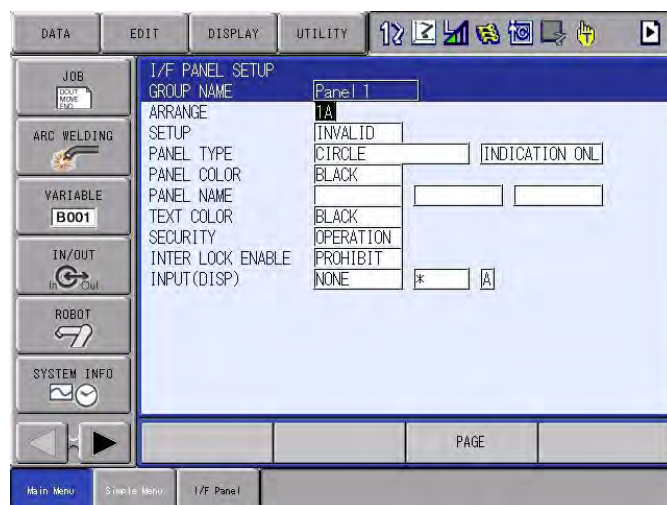 DATA EDIT DISPLAY UTILITY
JOB
DOUT
MOVE
END
ARC WELDING
VARIABLE
B001
IN/OUT
In Out
ROBOT
SYSTEM INFO
I/F PANEL SETUP
GROUP NAME Panel 1
ARRANGE 1A
SETUP INVALID
PANEL TYPE CIRCLE INDICATION ONL
PANEL COLOR BLACK
PANEL NAME
TEXT COLOR BLACK
SECURITY OPERATION
INTER LOCK ENABLE PROHIBIT
INPUT(DISP) NONE * A
PAGE
Main Menu Simple Menu I/F Panel